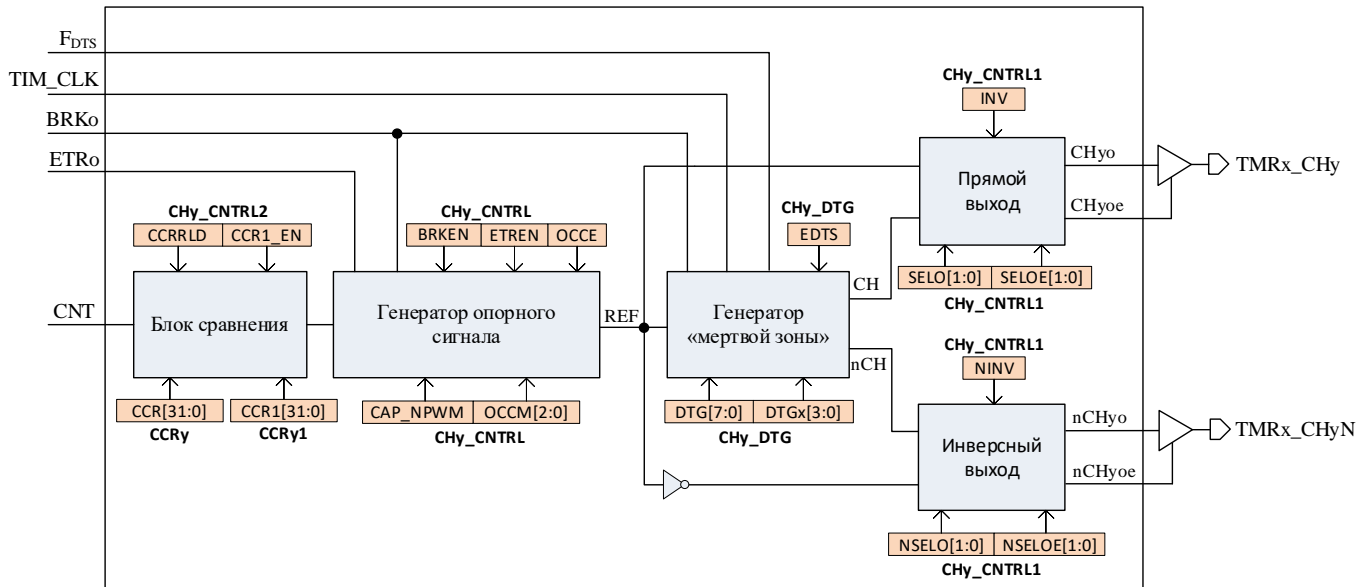 F_DTS
TIM_CLK
BRKo
ETRo
CNT
CHy_CNTRL2
CCRRLD CCR1_EN
Блок сравнения
CCR[31:0] CCR1[31:0]
CCRy CCRy1
CHy_CNTRL
BRKEN ETREN OCCE
Генератор опорного
сигнала
CAP_NPWM OCCM[2:0]
CHy_CNTRL
REF
CHy_DTG
EDTS
Генератор
«мертвой зоны»
DTG[7:0] DTGx[3:0]
CHy_DTG
CH
nCH
CHy_CNTRL1
INV
Прямой
выход
SELO[1:0] SELOE[1:0]
CHy_CNTRL1
CHyo
CHyoe
TMRx_CHy
CHy_CNTRL1
NINV
Инверсный
выход
NSELO[1:0] NSELOE[1:0]
CHy_CNTRL1
nCHyo
nCHyoe
TMRx_CHyN